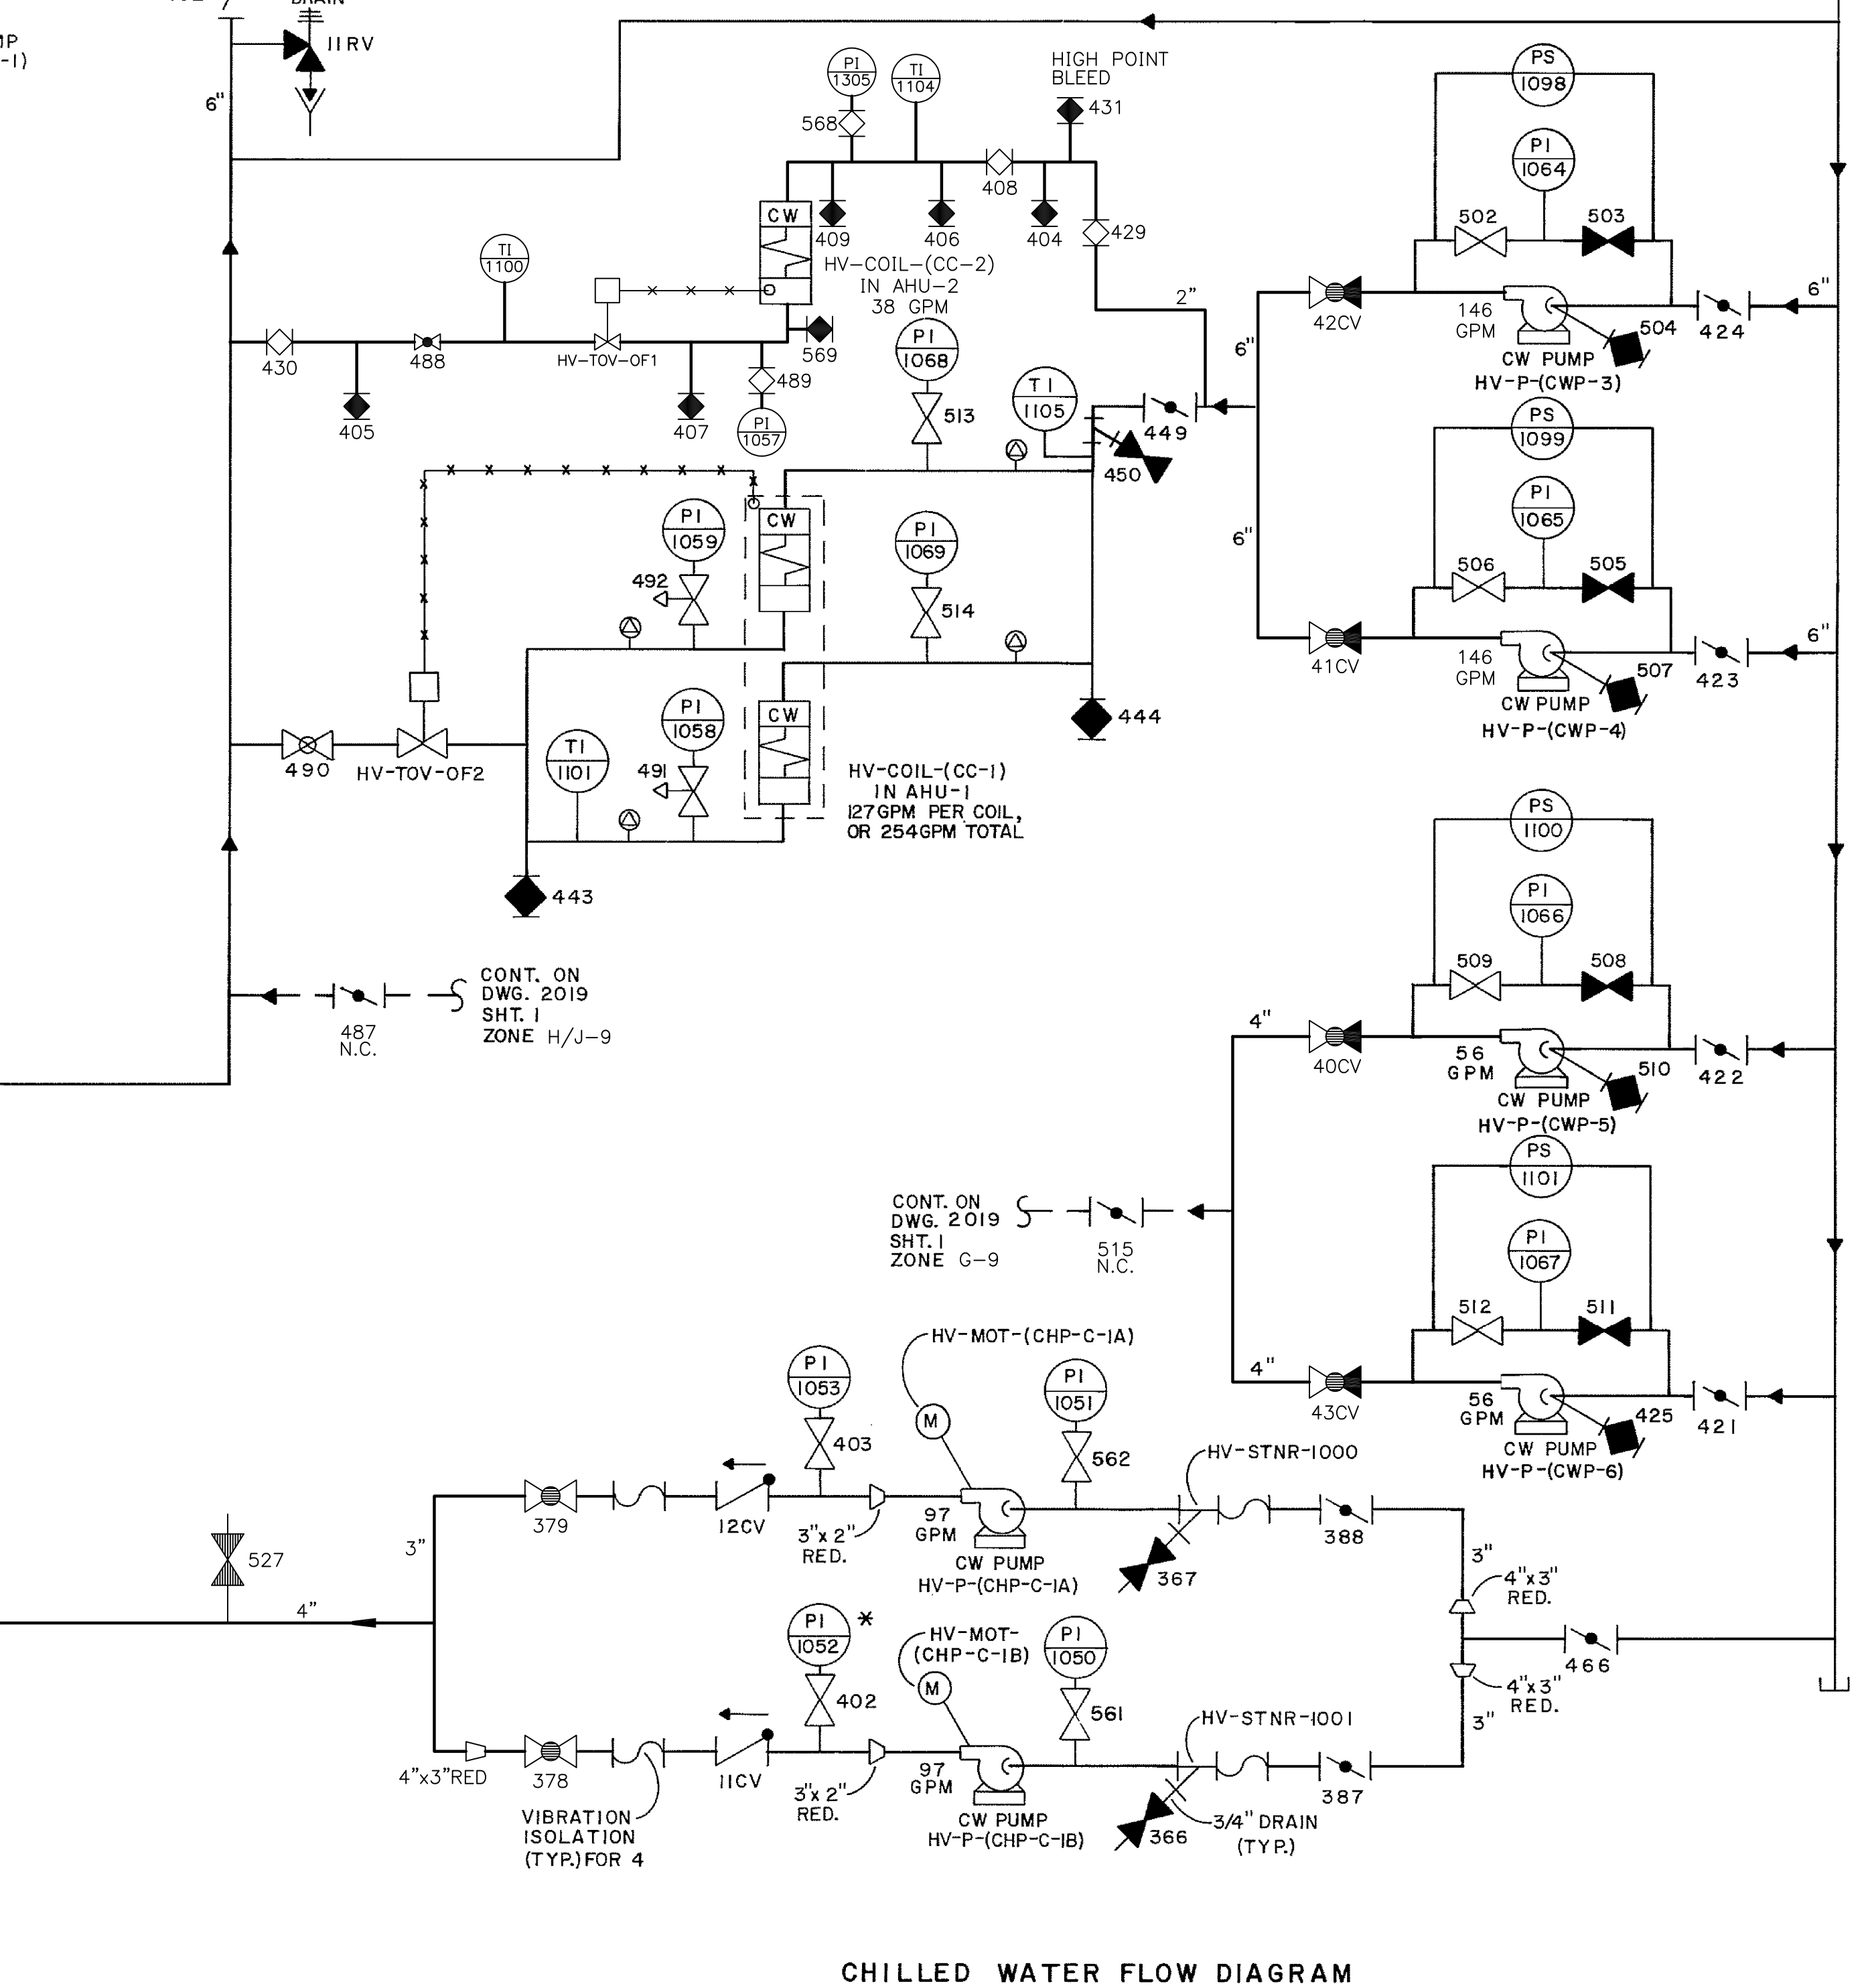 DRAIN
11RV
6"
-1)
PI
1305
TI
1104
HIGH POINT
BLEED
431
568
408
CW
409
406
404
429
HV-COIL-(CC-2)
IN AHU-2
38 GPM
TI
1100
2"
430
488
HV-TOV-OF1
569
489
405
407
PI
1057
PI
1068
513
TI
1105
449
450
PS
1098
PI
1064
502
503
42CV
146
GPM
504
424
6"
CW PUMP
HV-P-(CWP-3)
6"
PS
1099
PI
1065
506
505
6"
41CV
146
GPM
507
423
6"
CW PUMP
HV-P-(CWP-4)
PI
1059
CW
PI
1069
492
514
PI
1058
CW
444
490
HV-TOV-OF2
TI
1101
491
HV-COIL-(CC-1)
IN AHU-1
127GPM PER COIL,
OR 254GPM TOTAL
443
PS
1100
PI
1066
509
508
CONT. ON
DWG. 2019
SHT. 1
ZONE H/J-9
487
N.C.
4"
40CV
56
GPM
510
422
CW PUMP
HV-P-(CWP-5)
PS
1101
PI
1067
512
511
CONT. ON
DWG. 2019
SHT. 1
ZONE G-9
515
N.C.
4"
43CV
56
GPM
425
421
CW PUMP
HV-P-(CWP-6)
HV-MOT-(CHP-C-1A)
PI
1053
PI
1051
M
403
562
HV-STNR-1000
379
12CV
3"x 2"
RED.
97
GPM
CW PUMP
HV-P-(CHP-C-1A)
367
388
3"
527
3"
4"x3"
RED.
4"
PI
1052
*
HV-MOT-
(CHP-C-1B)
PI
1050
466
M
402
561
4"x3"
RED.
HV-STNR-1001
3"
4"x3"RED
378
11CV
3"x 2"
RED.
97
GPM
CW PUMP
HV-P-(CHP-C-1B)
366
3/4" DRAIN
(TYP.)
387
VIBRATION
ISOLATION
(TYP.) FOR 4
CHILLED WATER FLOW DIAGRAM